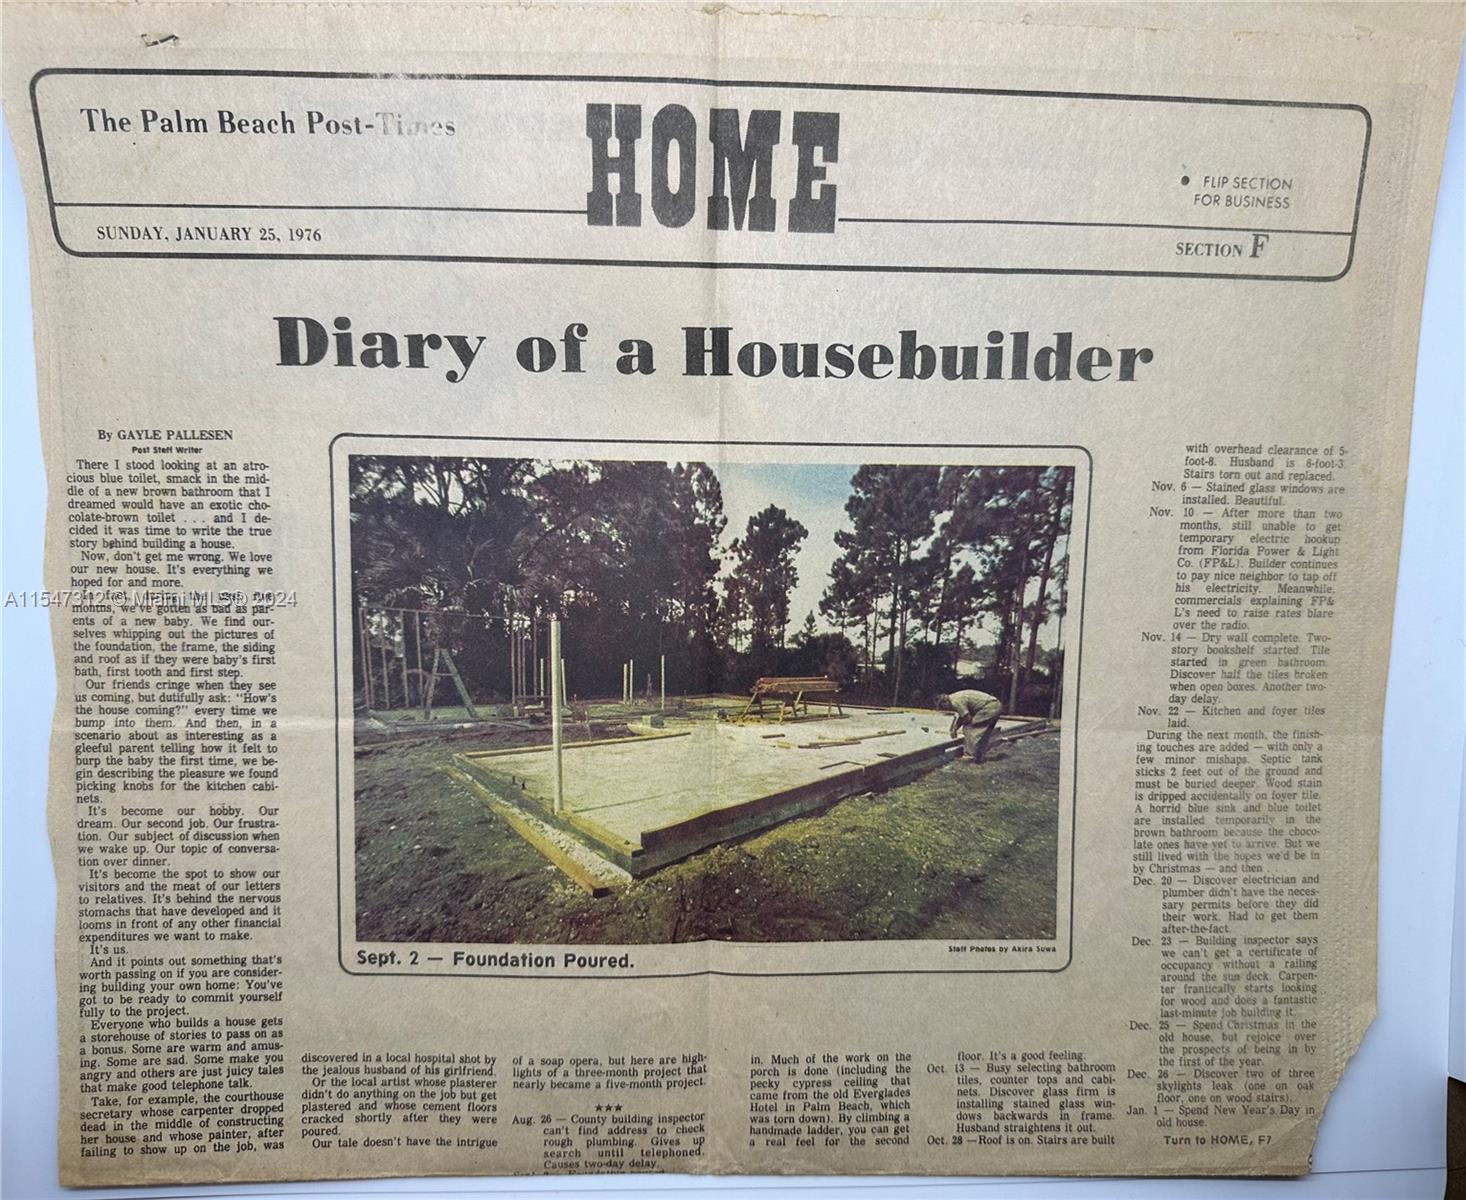 The Palm Beach Post-Times
HOME
• FLIP SECTION
FOR BUSINESS
SUNDAY, JANUARY 25, 1976
SECTION F
Diary of a Housebuilder
By GAYLE PALLESEN
Post Staff Writer
There I stood looking at an atro-
cious blue toilet, smack in the mid-
dle of a new brown bathroom that I
dreamed would have an exotic cho-
colate-brown toilet . . . and I de-
cided it was time to write the true
story behind building a house.
Now, don't get me wrong. We love
our new house. It's everything we
hoped for and more.
A11547312 © Miami MLS® 2024
months, we've gotten as bad as par-
ents of a new baby. We find our-
selves whipping out the pictures of
the foundation, the frame, the siding
and roof as if they were baby's first
bath, first tooth and first step.
Our friends cringe when they see
us coming, but dutifully ask: "How's
the house coming?" every time we
bump into them. And then, in a
scenario about as interesting as a
gleeful parent telling how it felt to
burp the baby the first time, we be-
gin describing the pleasure we found
picking knobs for the kitchen cabi-
nets.
It's become our hobby. Our
dream. Our second job. Our frustra-
tion. Our subject of discussion when
we wake up. Our topic of conversa-
tion over dinner.
It's become the spot to show our
visitors and the meat of our letters
to relatives. It's behind the nervous
stomachs that have developed and it
looms in front of any other financial
expenditures we want to make.
It's us.
And it points out something that's
worth passing on if you are consider-
ing building your own home: You've
got to be ready to commit yourself
fully to the project.
Everyone who builds a house gets
a storehouse of stories to pass on as
a bonus. Some are warm and amus-
ing. Some are sad. Some make you
angry and others are just juicy tales
that make good telephone talk.
Take, for example, the courthouse
secretary whose carpenter dropped
dead in the middle of constructing
her house and whose painter, after
failing to show up on the job, was
Sept. 2 — Foundation Poured.
Staff Photos by Akira Suwa
discovered in a local hospital shot by
the jealous husband of his girlfriend.
Or the local artist whose plasterer
didn't do anything on the job but get
plastered and whose cement floors
cracked shortly after they were
poured.
Our tale doesn't have the intrigue
of a soap opera, but here are high-
lights of a three-month project that
nearly became a five-month project.
★★★
Aug. 26 — County building inspector
can't find address to check
rough plumbing. Gives up
search until telephoned.
Causes two-day delay.
in. Much of the work on the
porch is done (including the
pecky cypress ceiling that
came from the old Everglades
Hotel in Palm Beach, which
was torn down). By climbing a
handmade ladder, you can get
a real feel for the second
floor. It's a good feeling.
Oct. 13 — Busy selecting bathroom
tiles, counter tops and cabi-
nets. Discover glass firm is
installing stained glass win-
dows backwards in frame.
Husband straightens it out.
Oct. 28 —Roof is on. Stairs are built
with overhead clearance of 5-
foot-8. Husband is 6-foot-3.
Stairs torn out and replaced.
Nov. 6 — Stained glass windows are
installed. Beautiful.
Nov. 10 — After more than two
months, still unable to get
temporary electric hookup
from Florida Power & Light
Co. (FP&L). Builder continues
to pay nice neighbor to tap off
his electricity. Meanwhile,
commercials explaining FP&
L's need to raise rates blare
over the radio.
Nov. 14 — Dry wall complete. Two-
story bookshelf started. Tile
started in green bathroom.
Discover half the tiles broken
when open boxes. Another two-
day delay.
Nov. 22 — Kitchen and foyer tiles
laid.
During the next month, the finish-
ing touches are added — with only a
few minor mishaps. Septic tank
sticks 2 feet out of the ground and
must be buried deeper. Wood stain
is dripped accidentally on foyer tile.
A horrid blue sink and blue toilet
are installed temporarily in the
brown bathroom because the choco-
late ones have yet to arrive. But we
still lived with the hopes we'd be in
by Christmas — and then . .
Dec. 20 — Discover electrician and
plumber didn't have the neces-
sary permits before they did
their work. Had to get them
after-the-fact.
Dec. 23 — Building inspector says
we can't get a certificate of
occupancy without a railing
around the sun deck. Carpen-
ter frantically starts looking
for wood and does a fantastic
last-minute job building it.
Dec. 25 — Spend Christmas in the
old house, but rejoice over
the prospects of being in by
the first of the year.
Dec. 26 — Discover two of three
skylights leak (one on oak
floor, one on wood stairs).
Jan. 1 — Spend New Year's Day in
old house.
Turn to HOME, F7